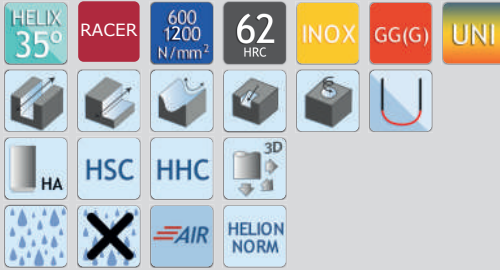 HELIX
35°
RACER
600
1200
N/mm²
62
HRC
INOX
GG(G)
UNI
HA
HSC
HHC
3D
AIR
HELION
NORM